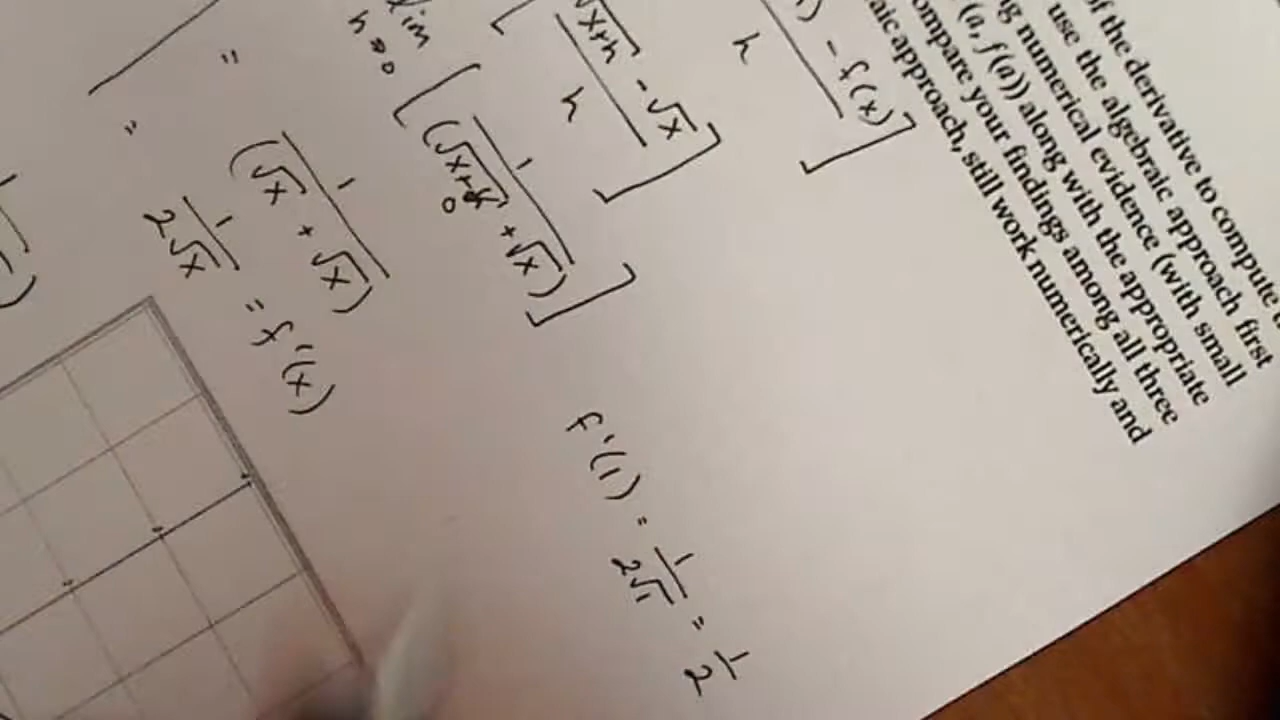 of the derivative to compute
use the algebraic approach first
numerical evidence (with small
(a, f(a)) along with the appropriate
compare your findings among all three
approach, still work numerically and
- f(x) ]
h
[ √x+h - √x ]
h
lim
h→0
[ 1 ]
(√x+h + √x)
0
= 1
(√x + √x)
= 1 = f'(x)
2√x
f'(1) = 1 = 1
2√1 2